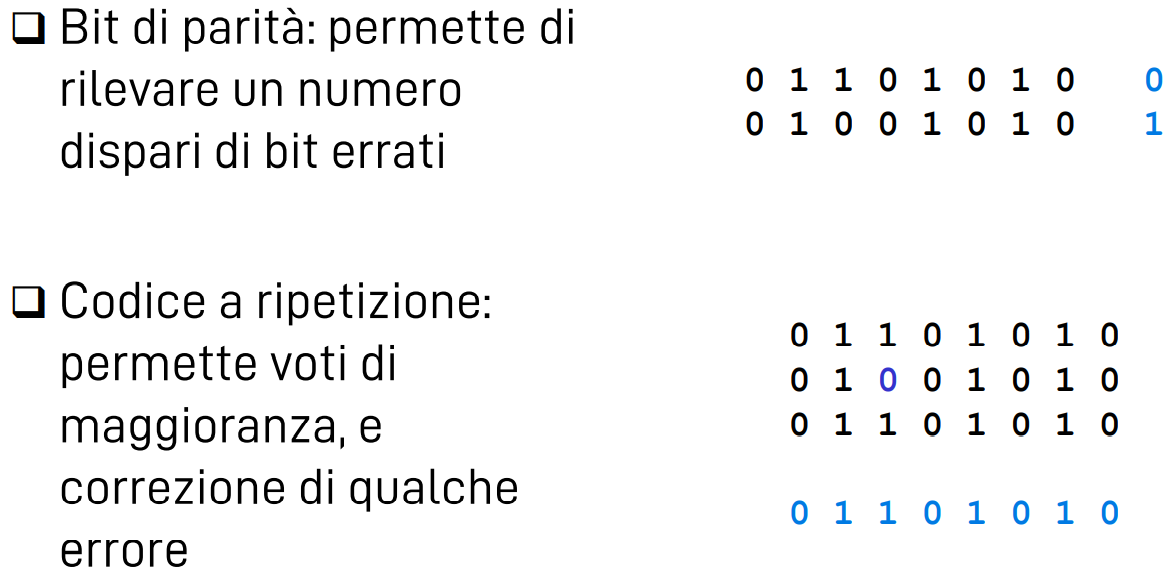 ❑ Bit di parità: permette di
rilevare un numero
dispari di bit errati
0 1 1 0 1 0 1 0 0
0 1 0 0 1 0 1 0 1
❑ Codice a ripetizione:
permette voti di
maggioranza, e
correzione di qualche
errore
0 1 1 0 1 0 1 0
0 1 0 0 1 0 1 0
0 1 1 0 1 0 1 0
0 1 1 0 1 0 1 0